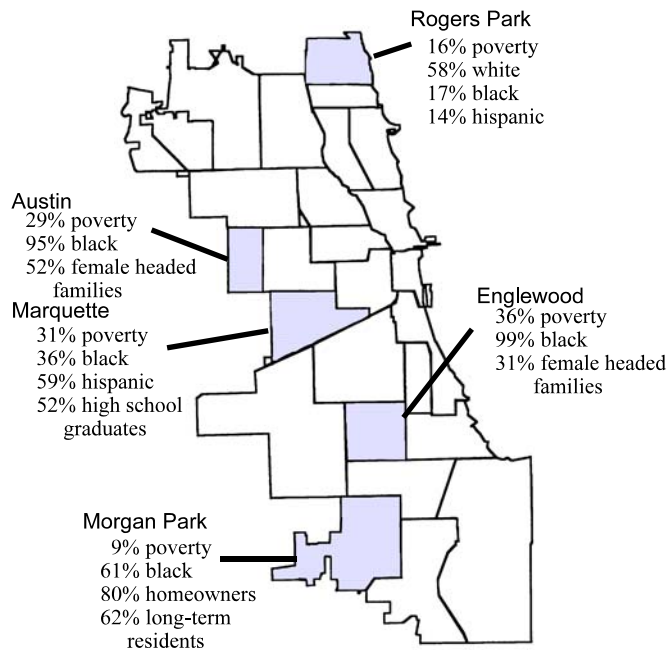 Rogers Park
16% poverty
58% white
17% black
14% hispanic
Austin
29% poverty
95% black
52% female headed
families
Marquette
31% poverty
36% black
59% hispanic
52% high school
graduates
Englewood
36% poverty
99% black
31% female headed
families
Morgan Park
9% poverty
61% black
80% homeowners
62% long-term
residents